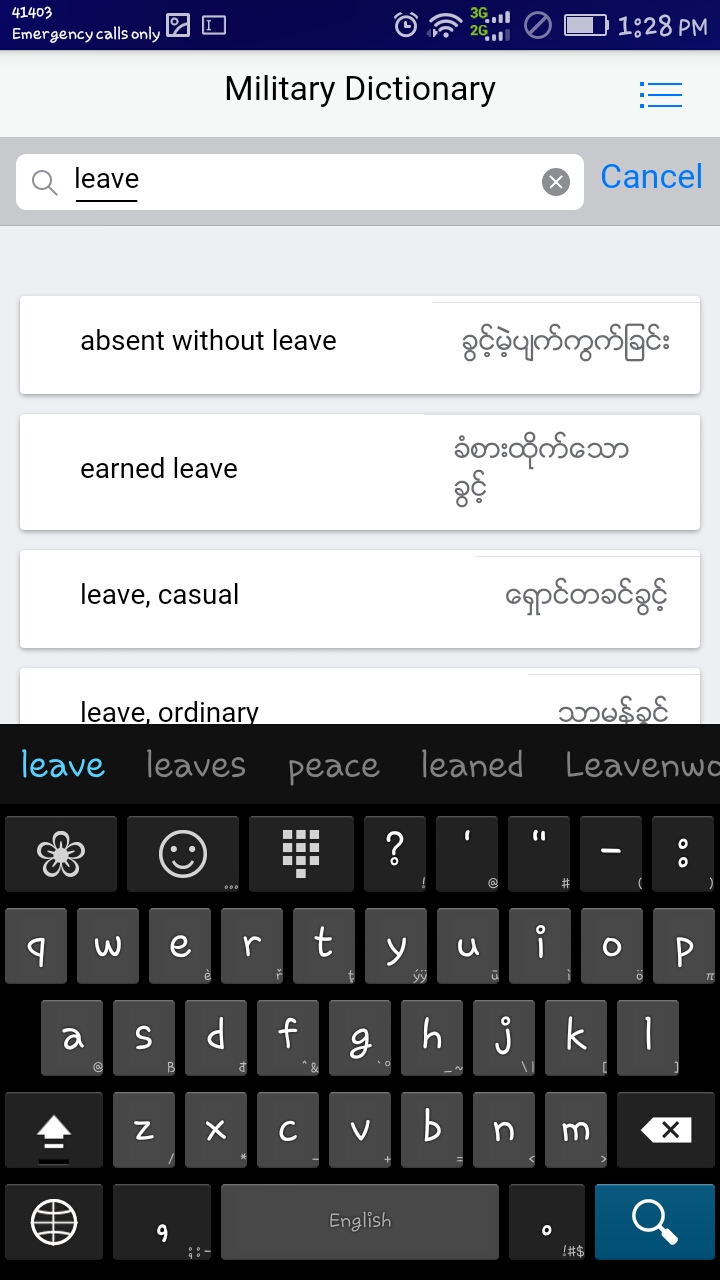 41403
Emergency calls only
3G
2G
1:28 PM
Military Dictionary
leave
Cancel
absent without leave
ခွင့်မဲ့ပျက်ကွက်ခြင်း
earned leave
ခံစားထိုက်သော
ခွင့်
leave, casual
ရှောင်တခင်ခွင့်
leave, ordinary
သာမန်ခွင့်
leave leaves peace leaned Leavenwo
? ! ' @ " # - ( : )
q w e è r ř t ţ y ýÿ u ü i ì o ö p π
a @ s ß d đ f ^& g `° h _~ j \| k [ l ]
z / x * c - v + b = n < m >
, ;:- English . !#$